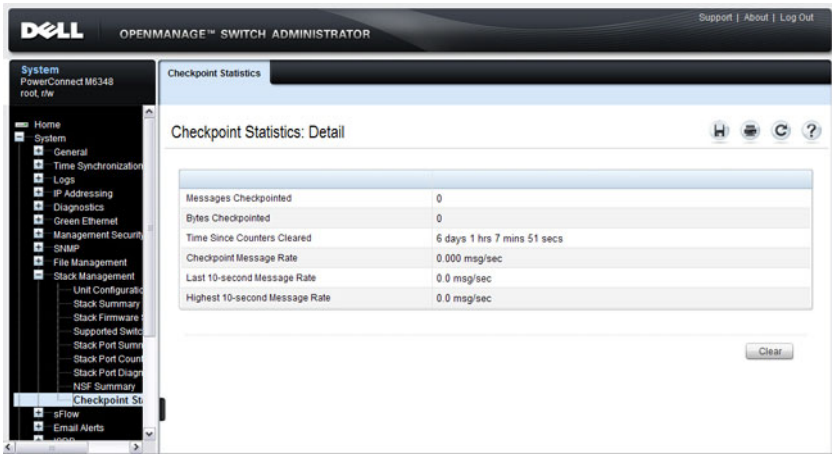 Support | About | Log Out
DELL
OPENMANAGE™ SWITCH ADMINISTRATOR
System
PowerConnect M6348
root, r/w
Checkpoint Statistics
Home
System
General
Time Synchronization
Logs
IP Addressing
Diagnostics
Green Ethernet
Management Security
SNMP
File Management
Stack Management
Unit Configuratio
Stack Summary
Stack Firmware
Supported Switc
Stack Port Summ
Stack Port Count
Stack Port Diagn
NSF Summary
Checkpoint Sta
sFlow
Email Alerts
Checkpoint Statistics: Detail
Messages Checkpointed 0
Bytes Checkpointed 0
Time Since Counters Cleared 6 days 1 hrs 7 mins 51 secs
Checkpoint Message Rate 0.000 msg/sec
Last 10-second Message Rate 0.0 msg/sec
Highest 10-second Message Rate 0.0 msg/sec
Clear